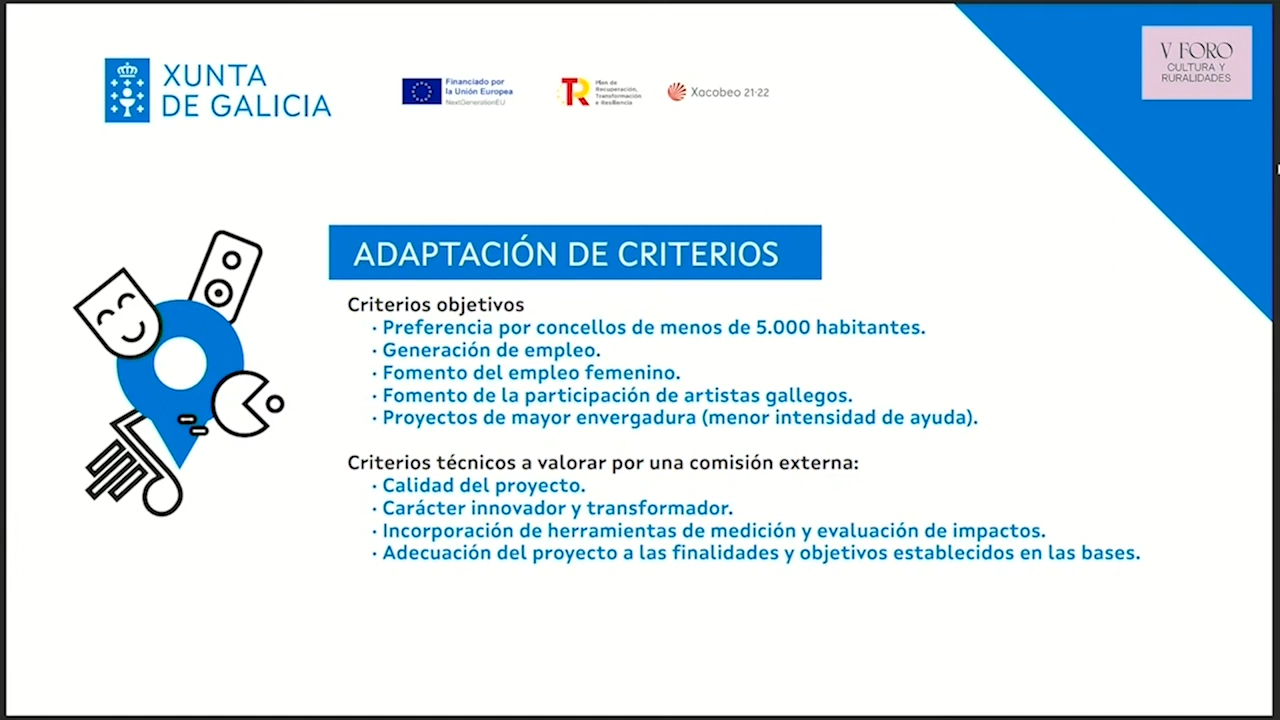 XUNTA
DE GALICIA
Financiado por
la Unión Europea
NextGenerationEU
TR
Plan de
Recuperación,
Transformación
e Resiliencia
Xacobeo 21·22
V FORO
CULTURA Y
RURALIDADES
ADAPTACIÓN DE CRITERIOS
Criterios objetivos
· Preferencia por concellos de menos de 5.000 habitantes.
· Generación de empleo.
· Fomento del empleo femenino.
· Fomento de la participación de artistas gallegos.
· Proyectos de mayor envergadura (menor intensidad de ayuda).
Criterios técnicos a valorar por una comisión externa:
· Calidad del proyecto.
· Carácter innovador y transformador.
· Incorporación de herramientas de medición y evaluación de impactos.
· Adecuación del proyecto a las finalidades y objetivos establecidos en las bases.